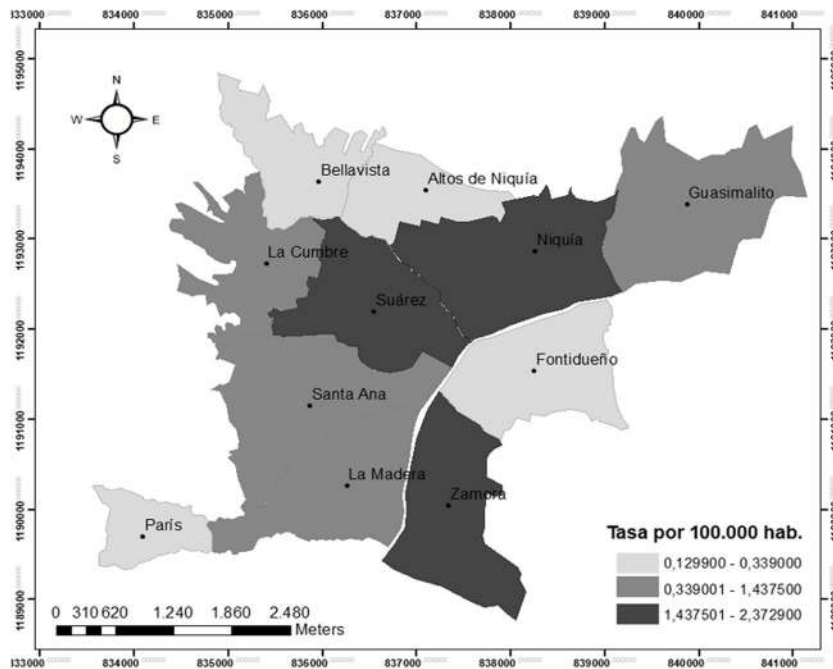 833000 834000 835000 836000 837000 838000 839000 840000 841000
1195000
N
W E
S
1194000
Bellavista
Altos de Niquía
Guasimalito
1193000
La Cumbre
Niquía
Suárez
1192000
Fontidueño
Santa Ana
1191000
La Madera
Zamora
1190000
París
Tasa por 100.000 hab.
0,129900 - 0,339000
0,339001 - 1,437500
1,437501 - 2,372900
1189000
0 310 620 1.240 1.860 2.480
Meters
834000 835000 836000 837000 838000 839000 840000 841000